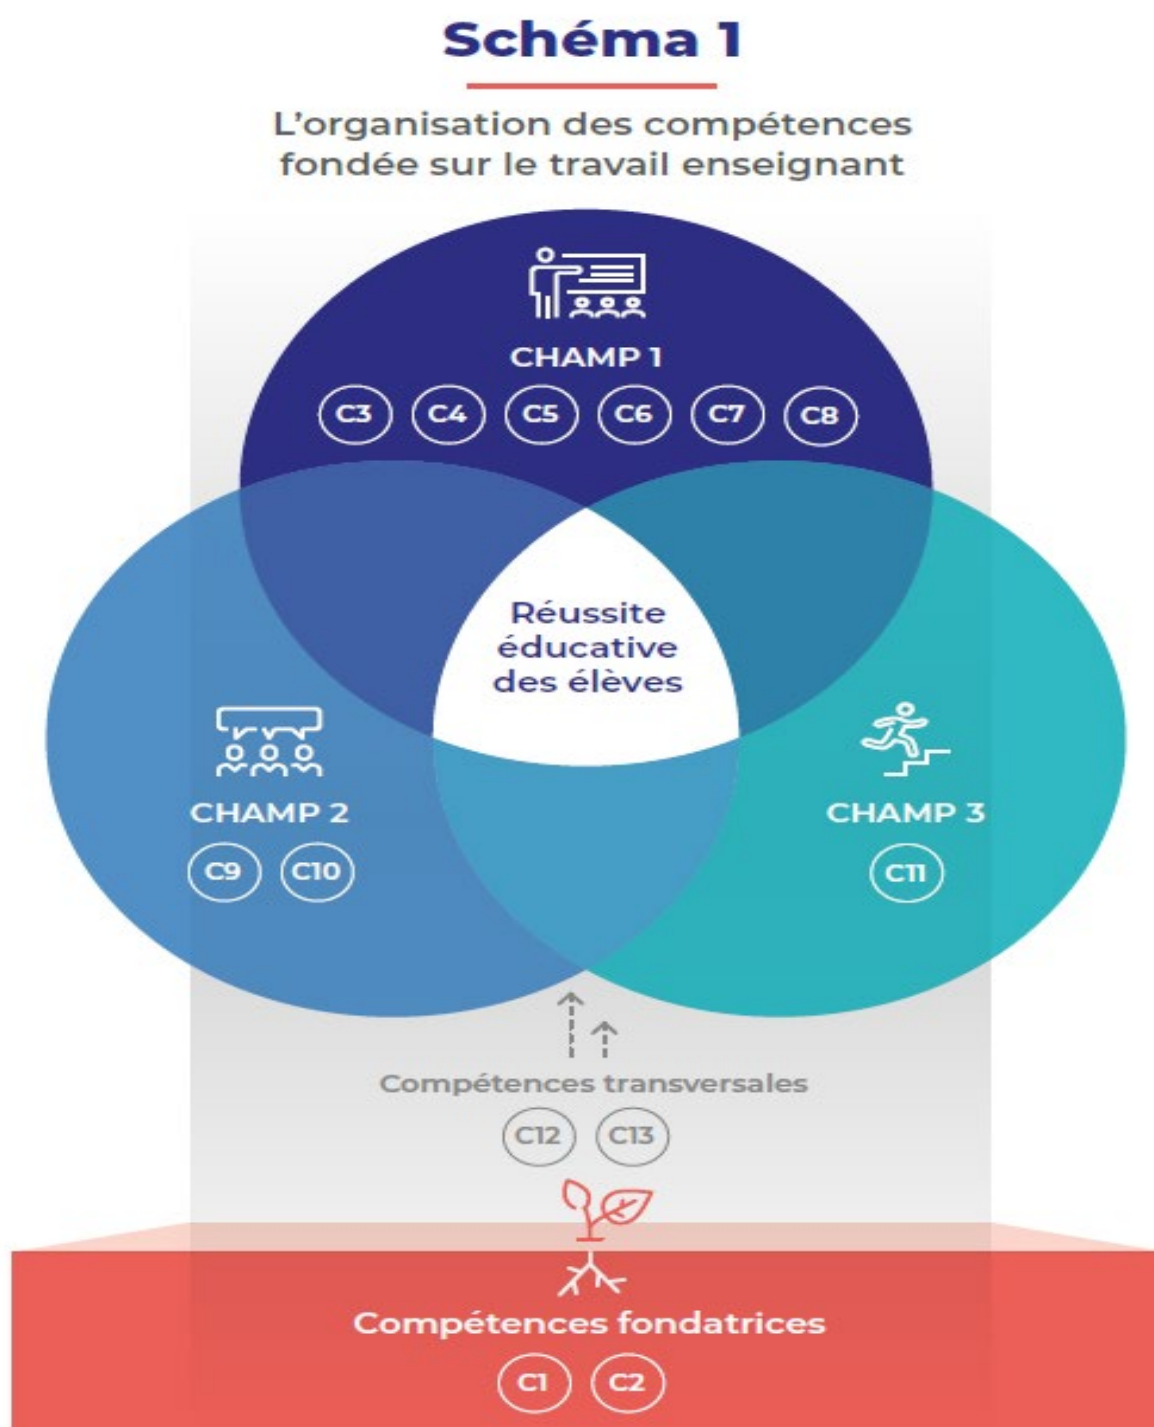 Schéma 1
L'organisation des compétences
fondée sur le travail enseignant
CHAMP 1
C3 C4 C5 C6 C7 C8
Réussite
éducative
des élèves
CHAMP 2
C9 C10
CHAMP 3
C11
Compétences transversales
C12 C13
Compétences fondatrices
C1 C2